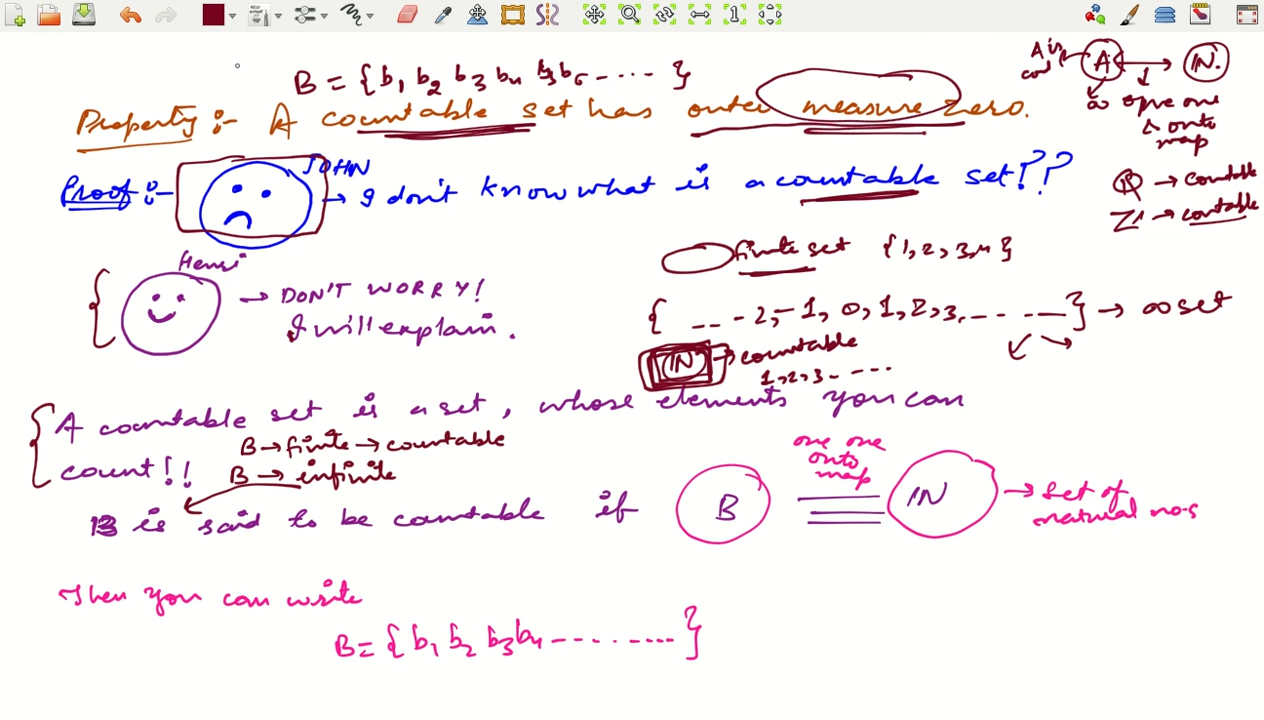 B = {b1 b2 b3 b4 b5 b6 - - - - }
Property :- A countable set has outer measure zero.
A is
A
IN
one one
& onto
map
Q → countable
Z → countable
JOHN
Proof :- → I don't know what is a countable set??
finite set {1,2,3,4}
Henri
→ DON'T WORRY!
I will explain.
{ -- - 2,-1, 0,1,2,3,-- - -- } → ∞ set
IN → countable
1,2,3- - - - -
A countable set is a set, whose elements you can
count!!
B → finite → countable
B → infinite
B is said to be countable if B
one one
onto
map
IN → set of
natural no.s
Then you can write
B = {b1 b2 b3 b4 - - - - - - - - }